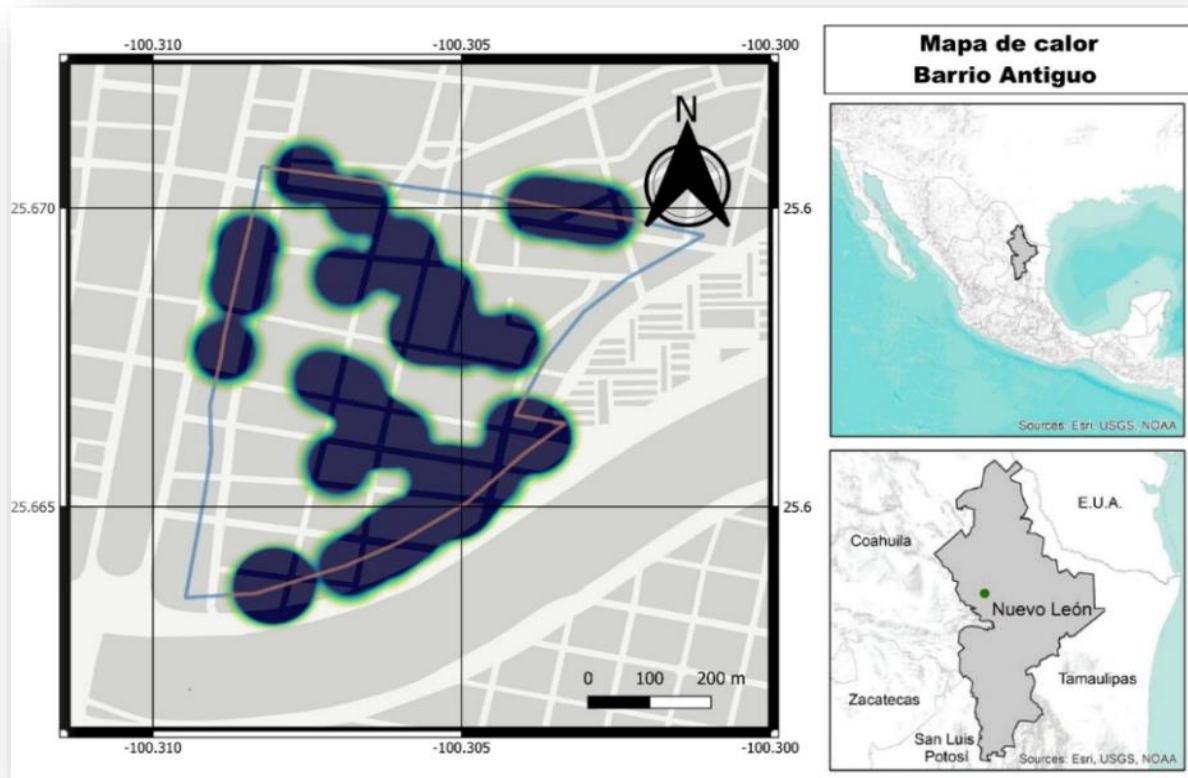 -100.310
-100.305
-100.300
Mapa de calor
Barrio Antiguo
N
25.670
25.6
25.665
25.6
0 100 200 m
-100.310
-100.305
-100.300
Sources: Esri, USGS, NOAA
E.U.A.
Coahuila
Nuevo León
Tamaulipas
Zacatecas
San Luis
Potosí
Sources: Esri, USGS, NOAA